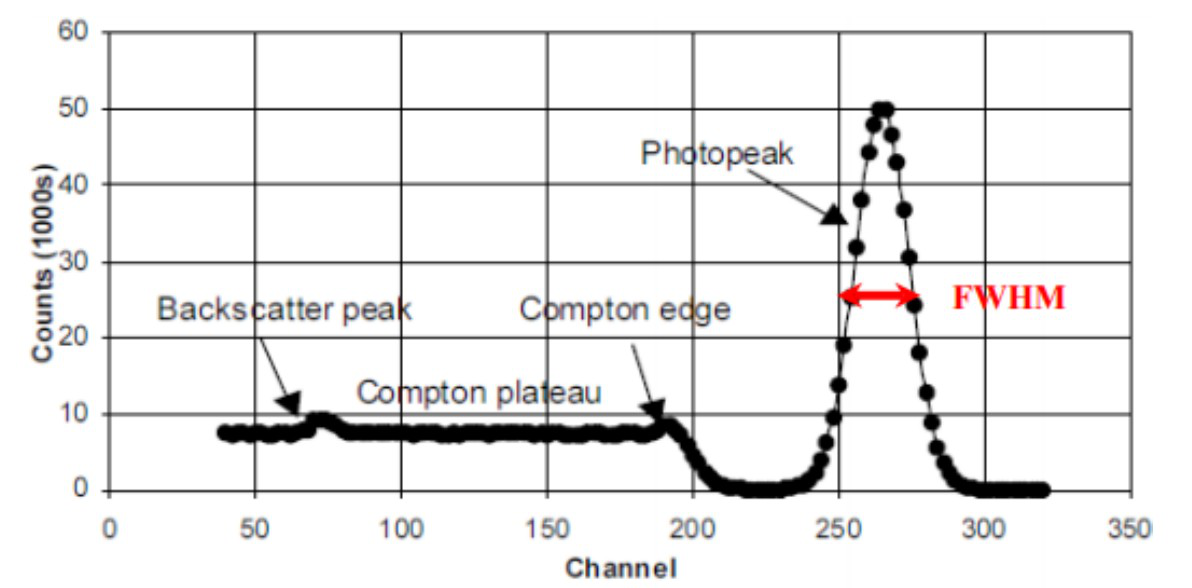 60
50
40
30
20
10
0
Counts (1000s)
Photopeak
FWHM
Backscatter peak
Compton edge
Compton plateau
0 50 100 150 200 250 300 350
Channel